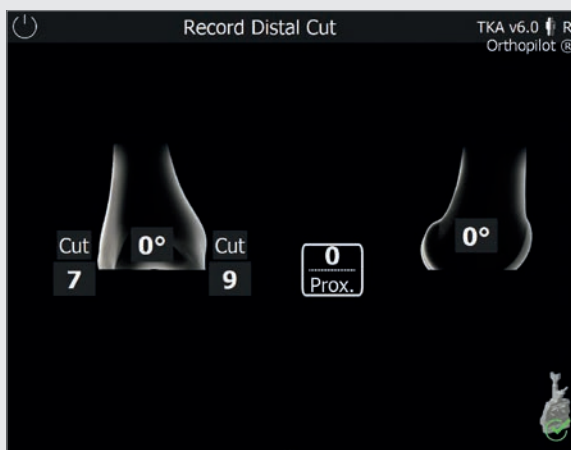 Record Distal Cut
TKA v6.0 R
Orthopilot ®
Cut 0° Cut
7 9
0
Prox.
0°